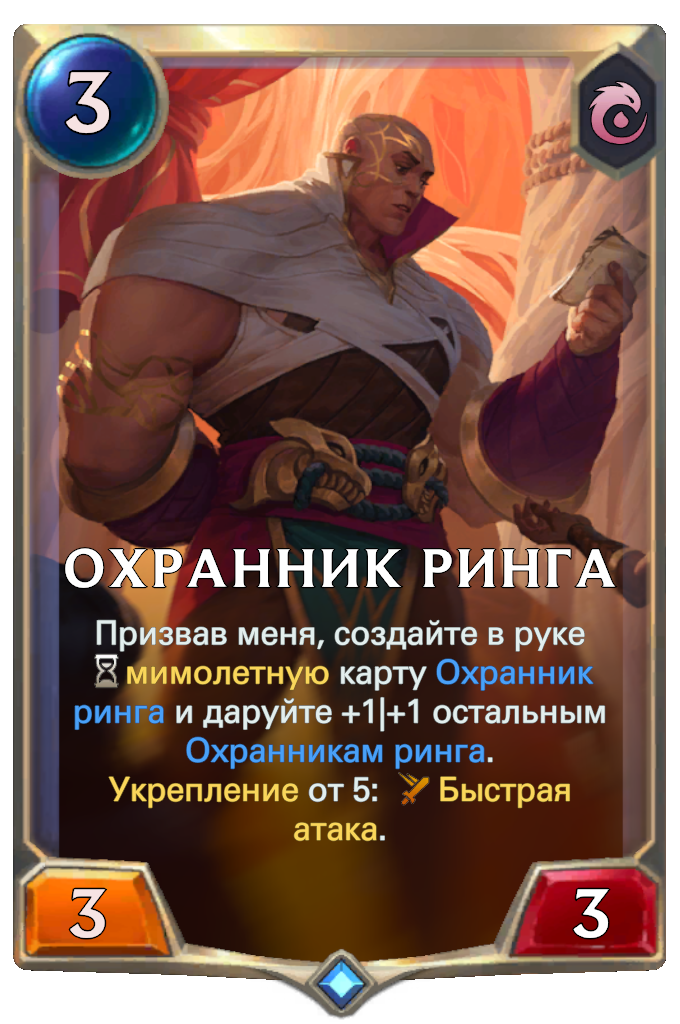 3
ОХРАННИК РИНГА
Призвав меня, создайте в руке
мимолетную карту Охранник
ринга и даруйте +1|+1 остальным
Охранникам ринга.
Укрепление от 5: Быстрая
атака.
3
3